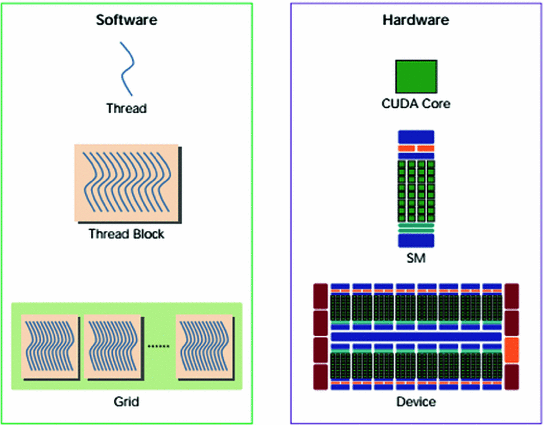 Software
Thread
Thread Block
......
Grid
Hardware
CUDA Core
SM
Device